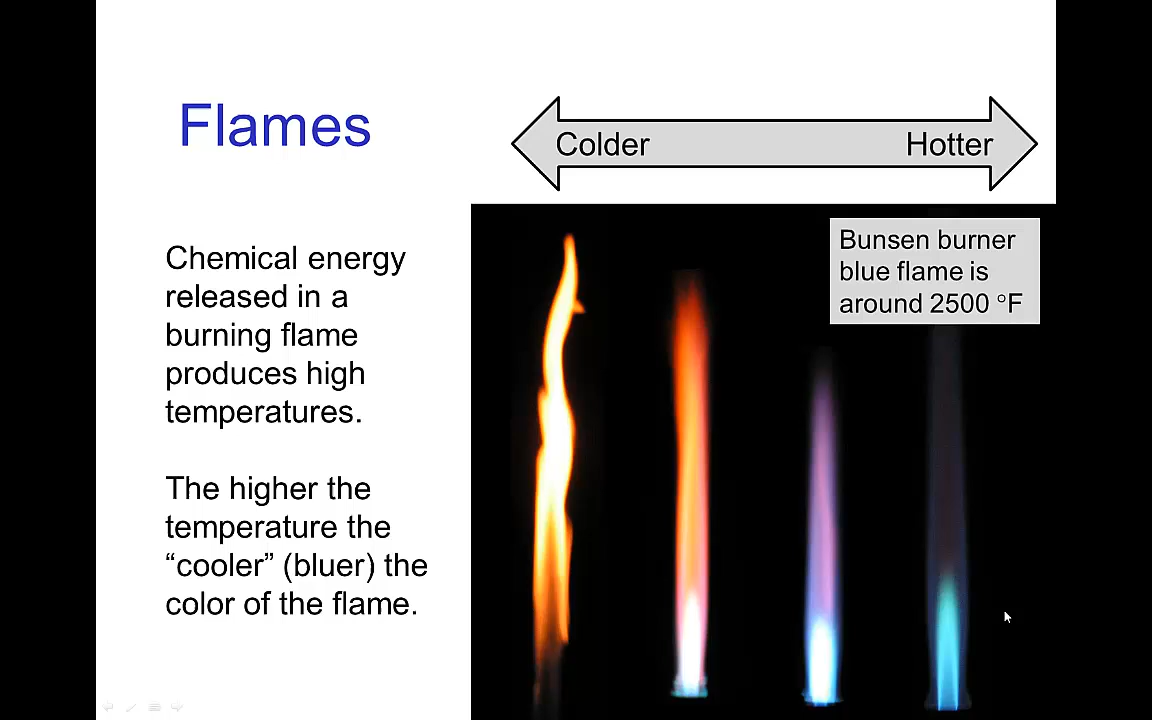 Flames
Colder
Hotter
Chemical energy
released in a
burning flame
produces high
temperatures.
The higher the
temperature the
“cooler” (bluer) the
color of the flame.
Bunsen burner
blue flame is
around 2500 °F